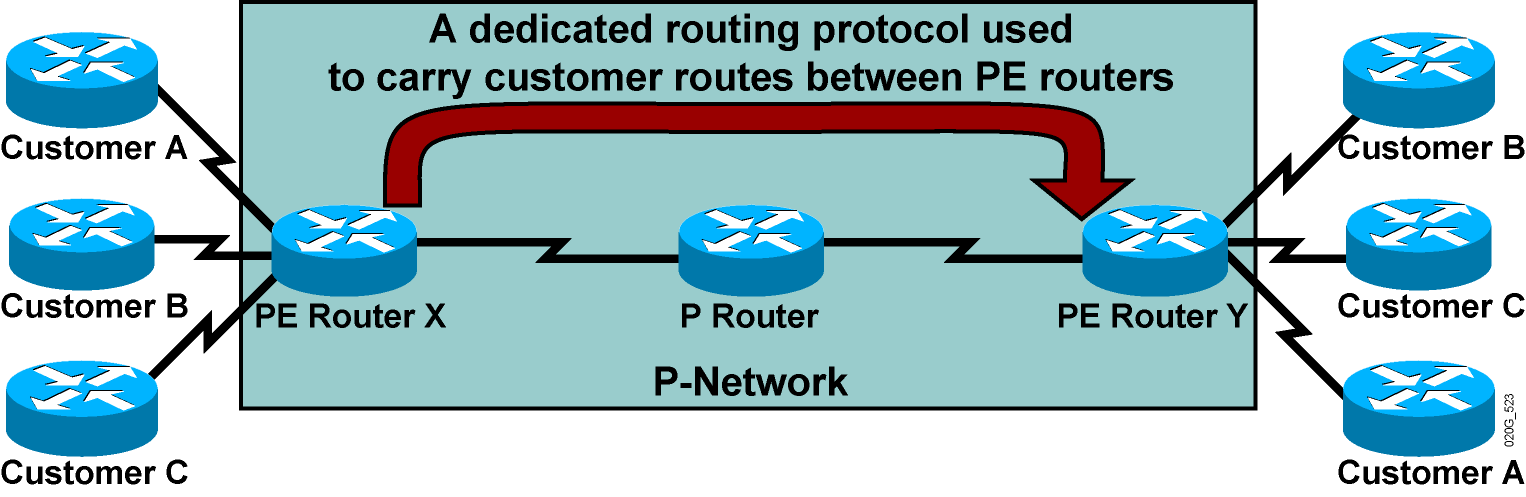 A dedicated routing protocol used
to carry customer routes between PE routers
Customer A
Customer B
Customer B
Customer C
PE Router X
P Router
PE Router Y
Customer C
P-Network
Customer A
020G_523